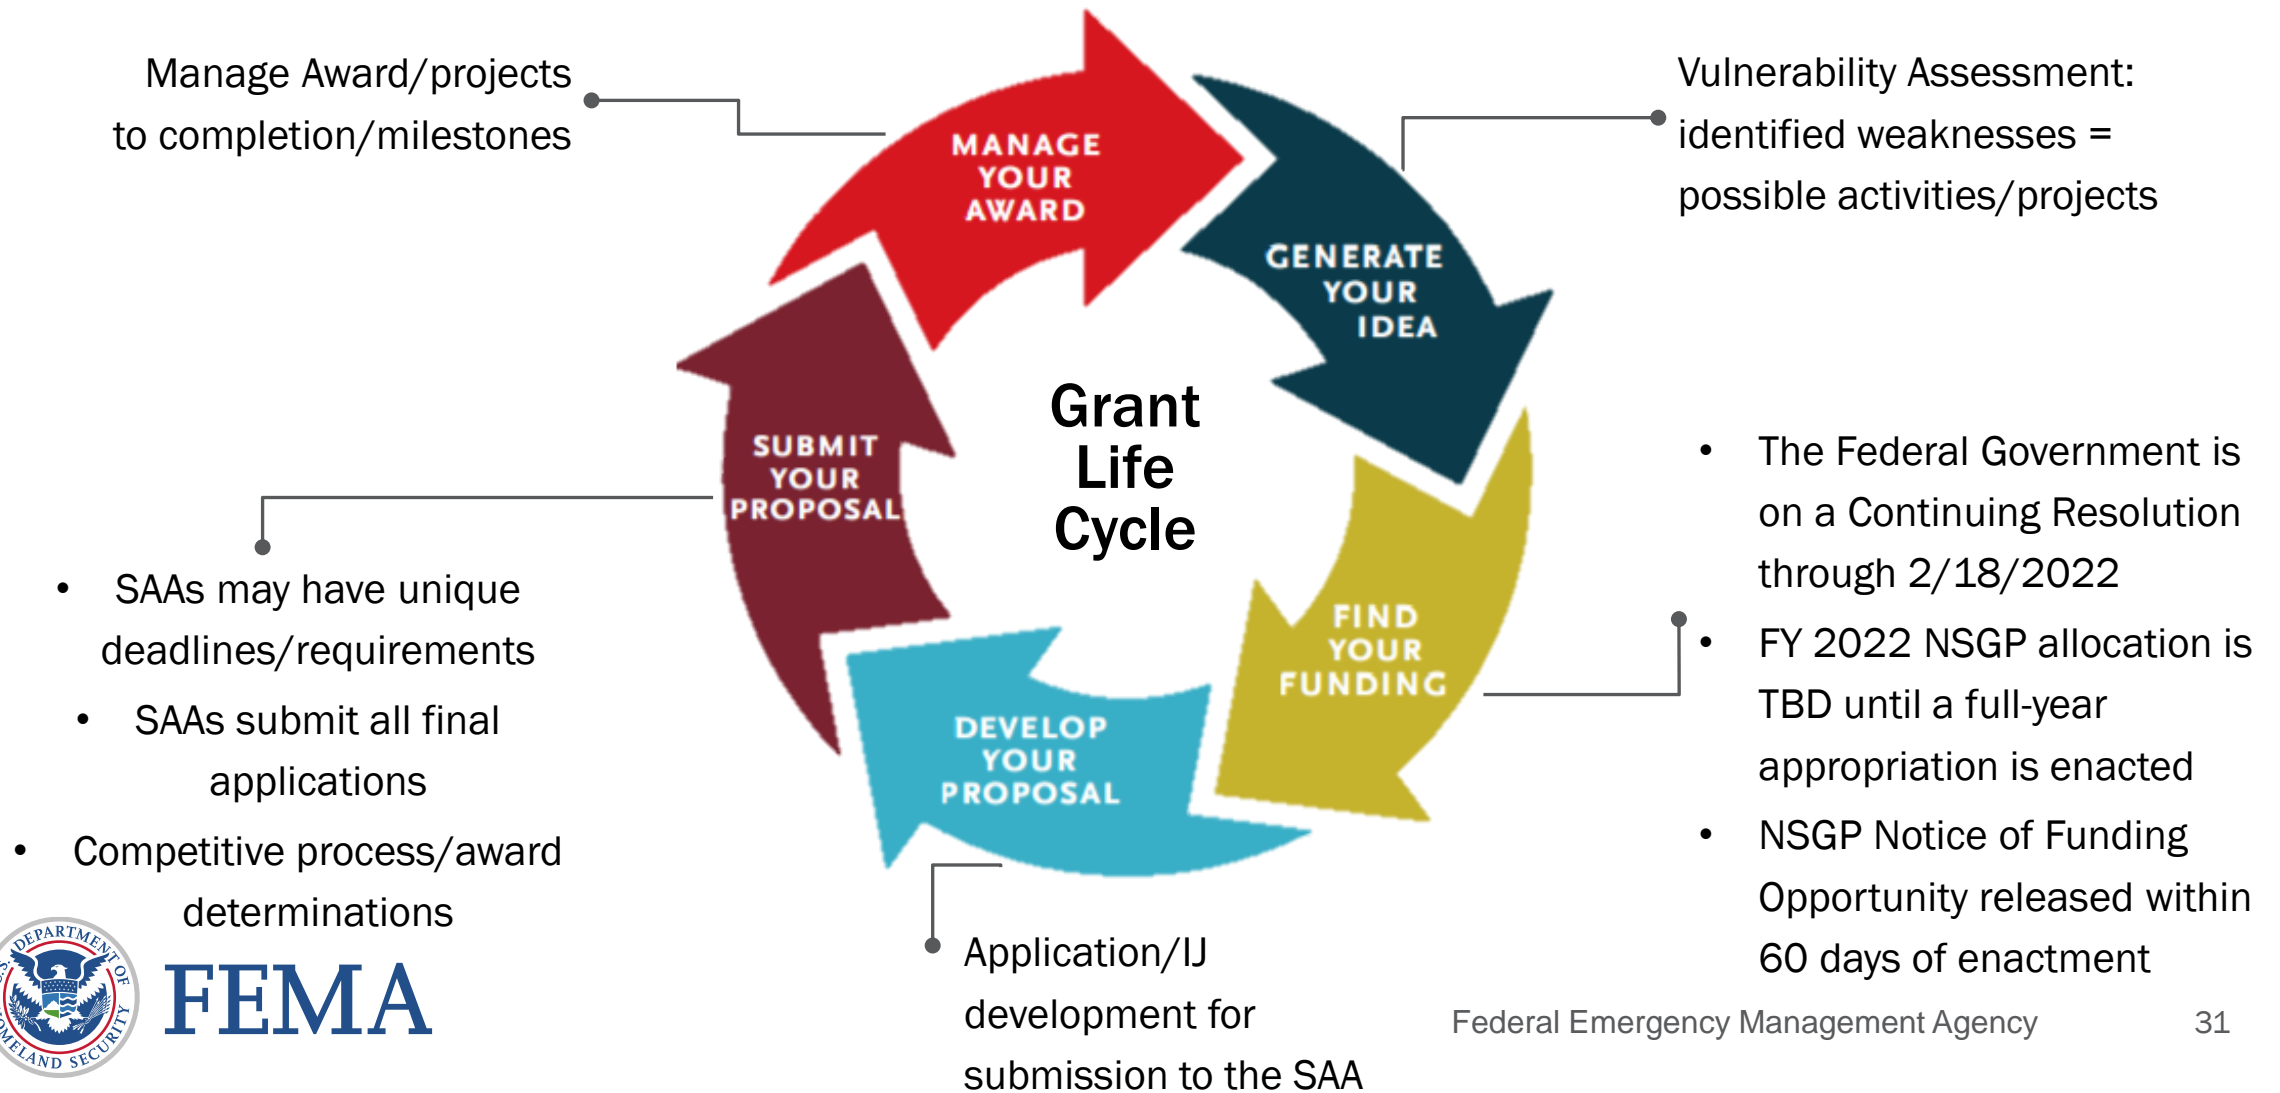 Manage Award/projects
to completion/milestones
MANAGE
YOUR
AWARD
Vulnerability Assessment:
identified weaknesses =
possible activities/projects
GENERATE
YOUR
IDEA
Grant
Life
Cycle
SUBMIT
YOUR
PROPOSAL
• SAAs may have unique
deadlines/requirements
• SAAs submit all final
applications
• Competitive process/award
determinations
FIND
YOUR
FUNDING
• The Federal Government is
on a Continuing Resolution
through 2/18/2022
• FY 2022 NSGP allocation is
TBD until a full-year
appropriation is enacted
• NSGP Notice of Funding
Opportunity released within
60 days of enactment
DEVELOP
YOUR
PROPOSAL
Application/IJ
development for
submission to the SAA
U.S. DEPARTMENT OF
HOMELAND SECURITY
FEMA
Federal Emergency Management Agency 31